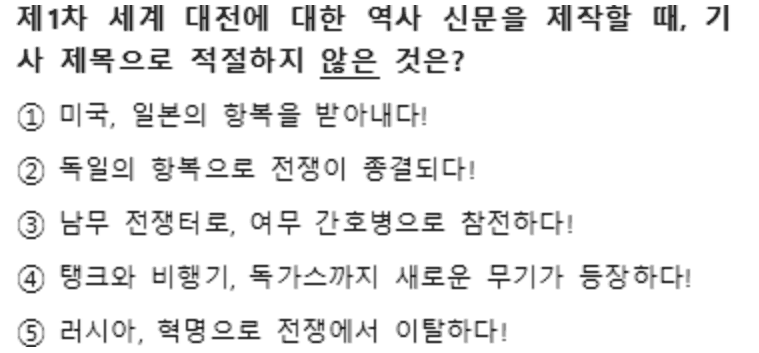 제1차 세계 대전에 대한 역사 신문을 제작할 때, 기
사 제목으로 적절하지 않은 것은?
① 미국, 일본의 항복을 받아내다!
② 독일의 항복으로 전쟁이 종결되다!
③ 남무 전쟁터로, 여무 간호병으로 참전하다!
④ 탱크와 비행기, 독가스까지 새로운 무기가 등장하다!
⑤ 러시아, 혁명으로 전쟁에서 이탈하다!